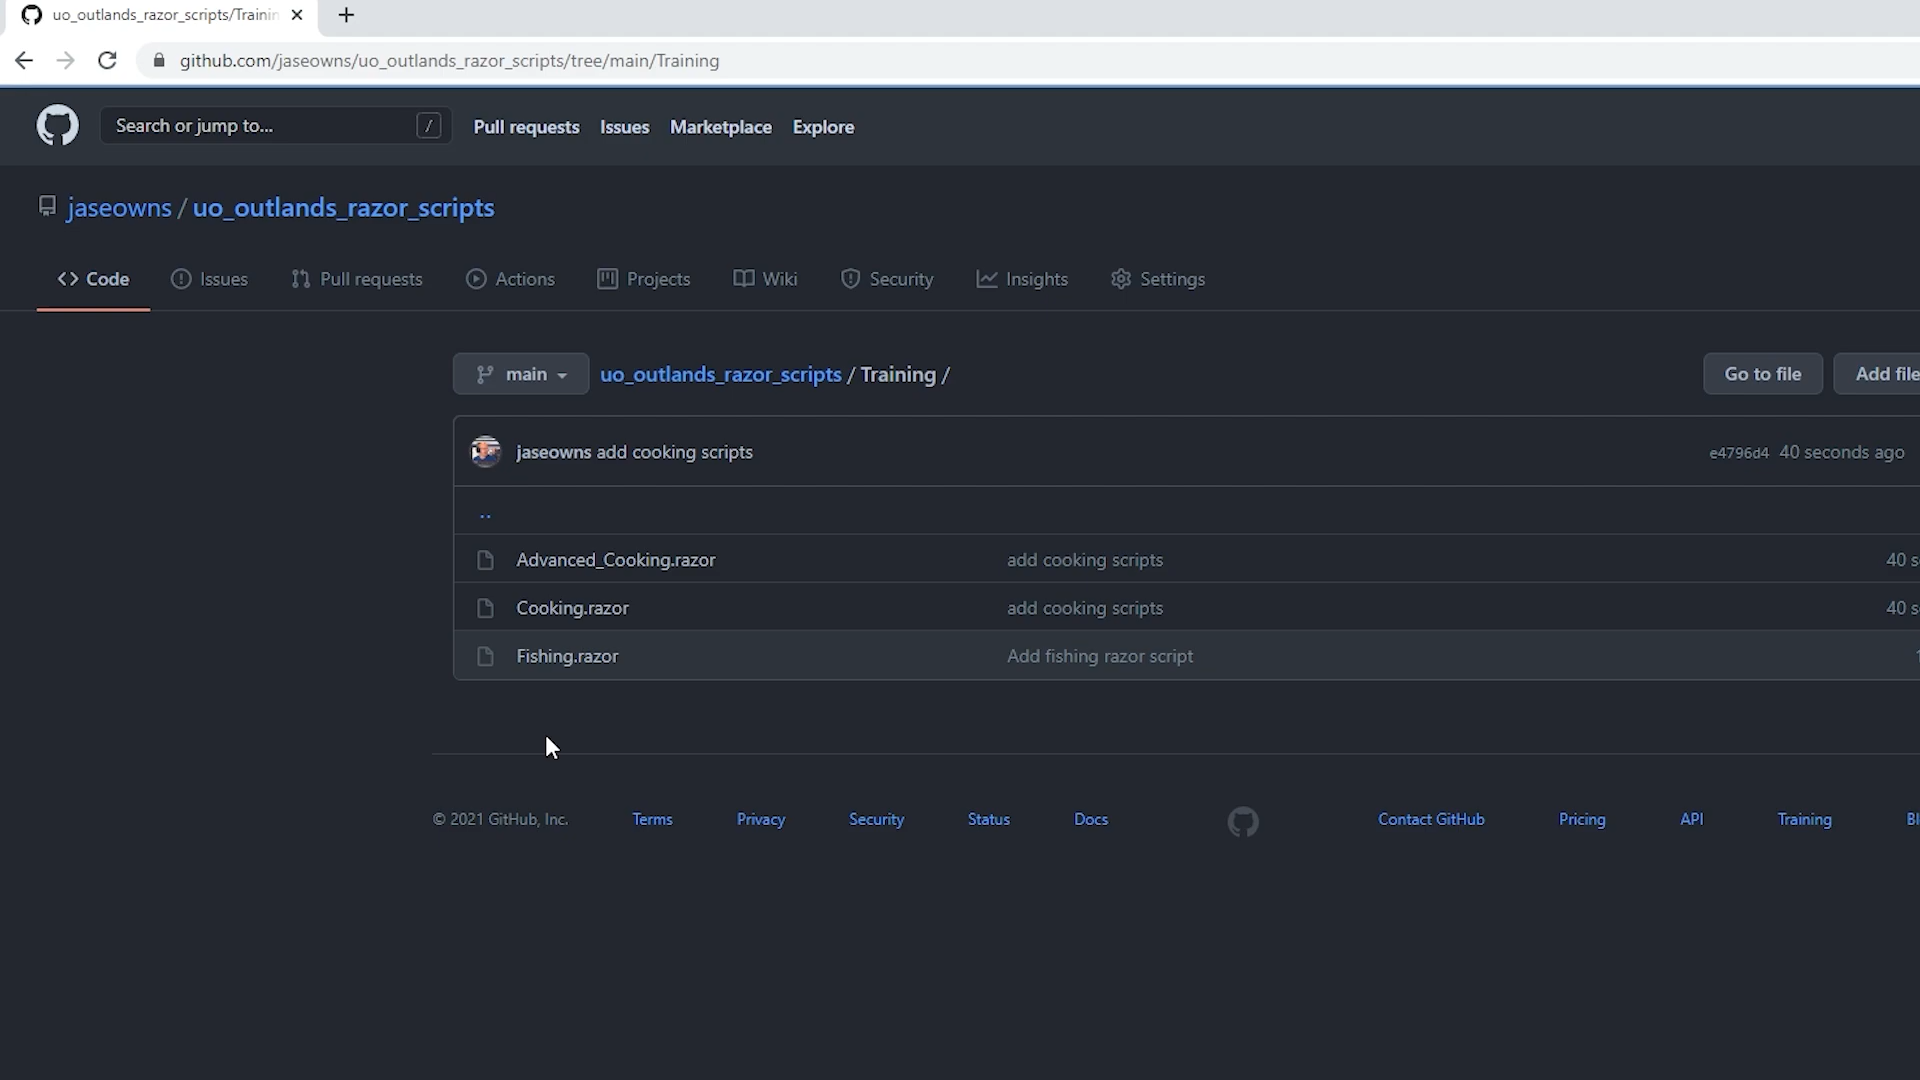 uo_outlands_razor_scripts/Trainin
github.com/jaseowns/uo_outlands_razor_scripts/tree/main/Training
Search or jump to... / Pull requests Issues Marketplace Explore
jaseowns / uo_outlands_razor_scripts
<> Code Issues Pull requests Actions Projects Wiki Security Insights Settings
main uo_outlands_razor_scripts / Training / Go to file Add file
jaseowns add cooking scripts e4796d4 40 seconds ago
..
Advanced_Cooking.razor add cooking scripts 40 s
Cooking.razor add cooking scripts 40 s
Fishing.razor Add fishing razor script
© 2021 GitHub, Inc. Terms Privacy Security Status Docs Contact GitHub Pricing API Training Bl